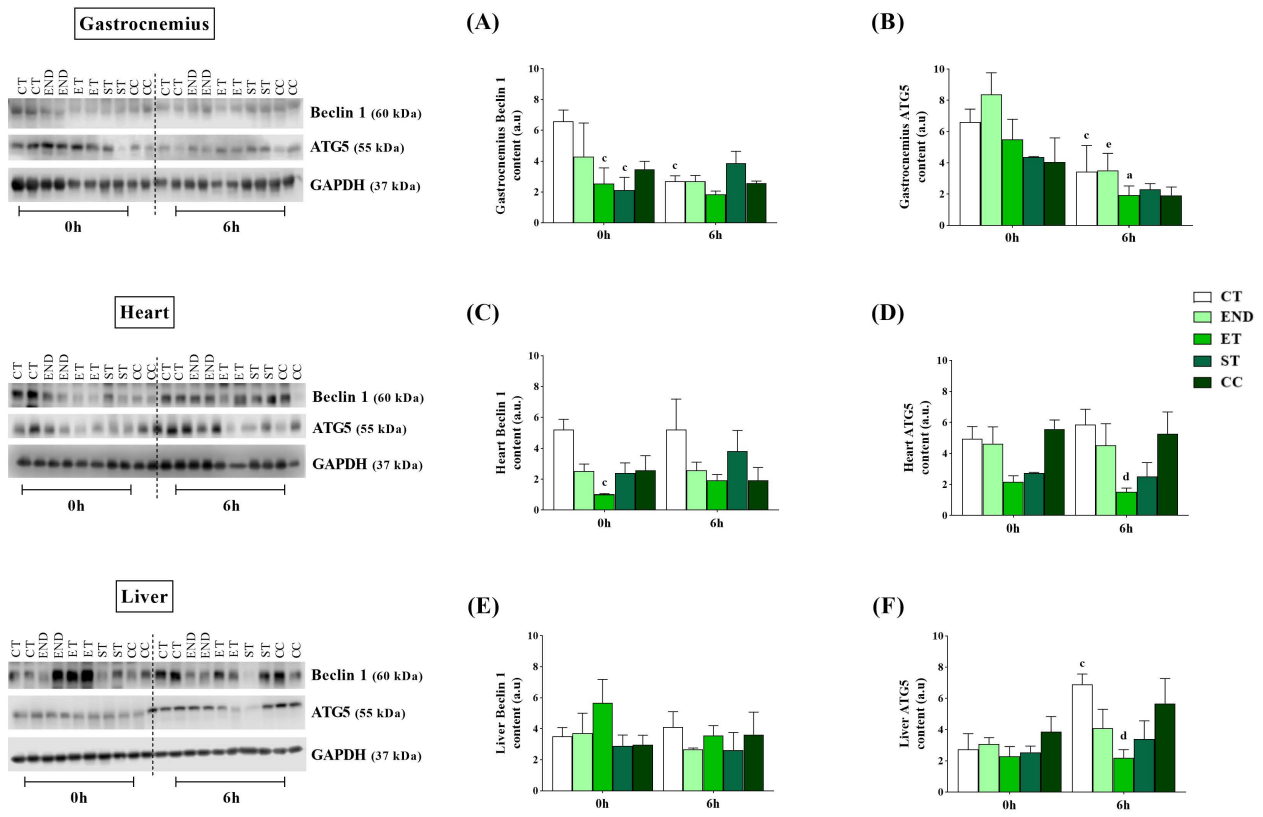 Gastrocnemius
CT CT END END ET ET ST ST CC CC CT CT END END ET ET ST ST CC CC
Beclin 1 (60 kDa)
ATG5 (55 kDa)
GAPDH (37 kDa)
0h 6h
(A)
Gastrocnemius Beclin 1
content (a.u)
10
8
6
4
2
0
c c c
0h 6h
(B)
Gastrocnemius ATG5
content (a.u)
10
8
6
4
2
0
c e a
0h 6h
Heart
CT CT END END ET ET ST ST CC CC CT CT END END ET ET ST ST CC CC
Beclin 1 (60 kDa)
ATG5 (55 kDa)
GAPDH (37 kDa)
0h 6h
(C)
Heart Beclin 1
content (a.u.)
10
8
6
4
2
0
c
0h 6h
(D)
Heart ATG5
content (a.u.)
10
8
6
4
2
0
d
0h 6h
CT
END
ET
ST
CC
Liver
CT CT END END ET ET ST ST CC CC CT CT END END ET ET ST ST CC CC
Beclin 1 (60 kDa)
ATG5 (55 kDa)
GAPDH (37 kDa)
0h 6h
(E)
Liver Beclin 1
content (a.u)
10
8
6
4
2
0
0h 6h
(F)
Liver ATG5
content (a.u)
10
8
6
4
2
0
c d
0h 6h